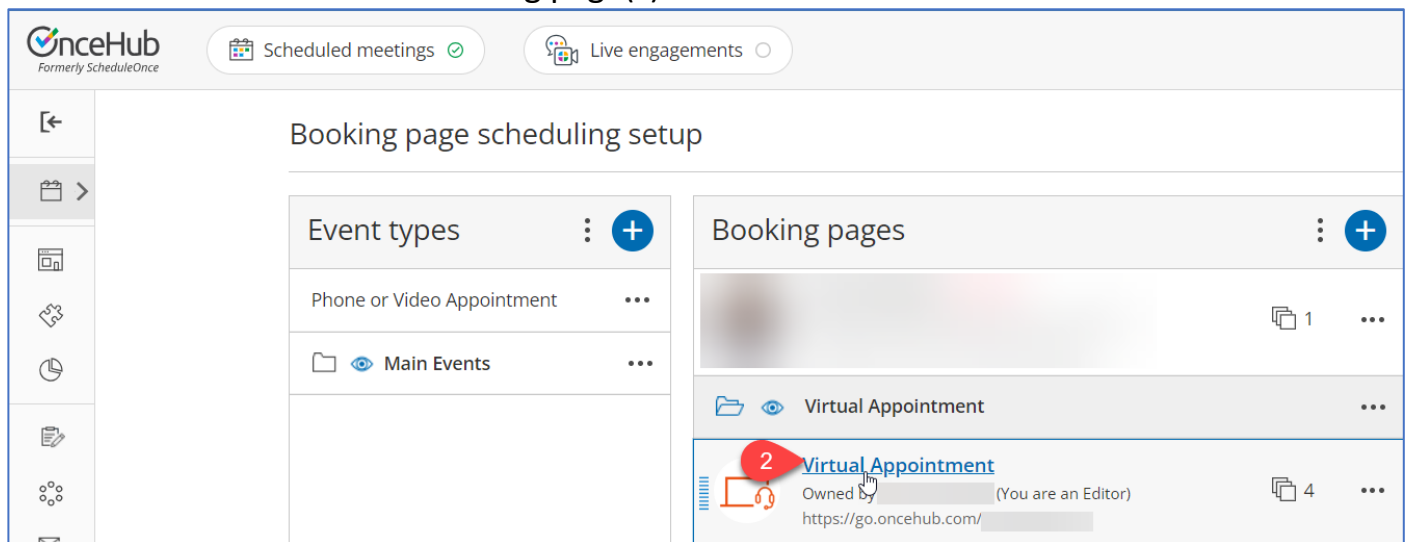 OnceHub
Formerly ScheduleOnce
Scheduled meetings
Live engagements
Booking page scheduling setup
Event types
Booking pages
Phone or Video Appointment
1
Main Events
Virtual Appointment
2
Virtual Appointment
Owned by (You are an Editor)
4
https://go.oncehub.com/